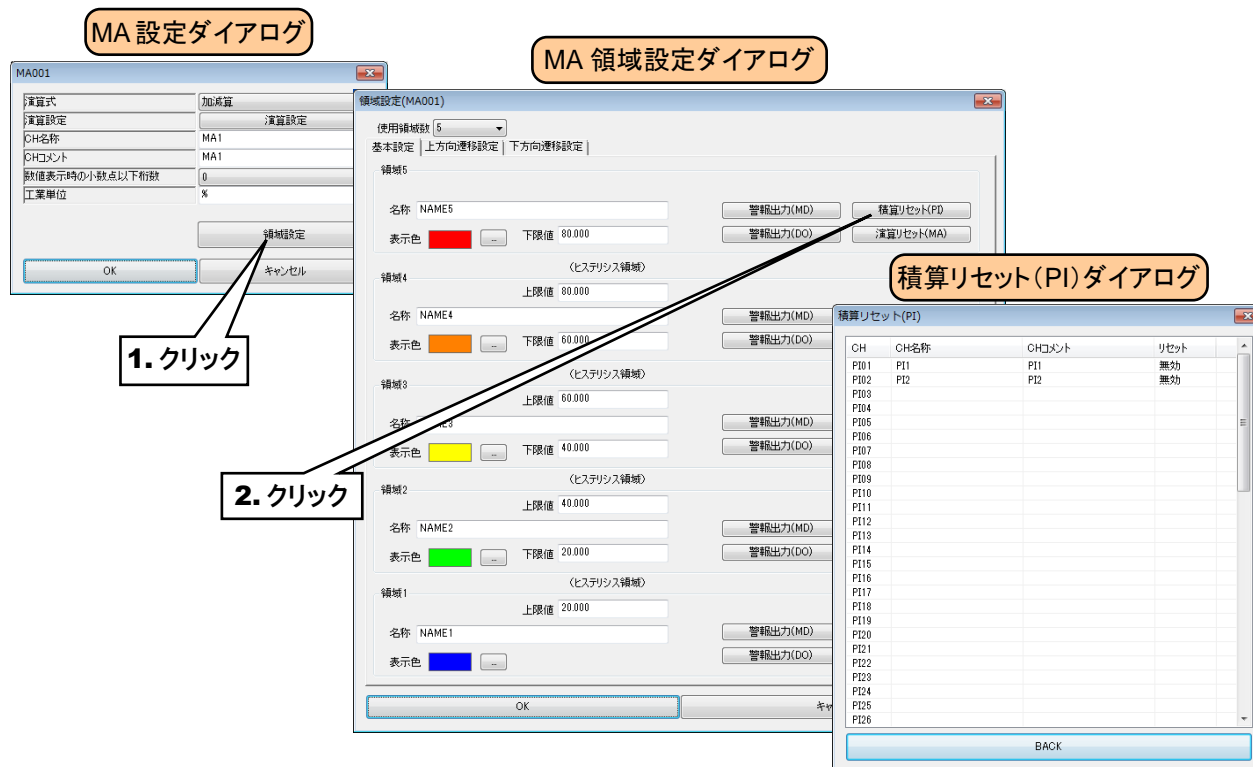 MA 設定ダイアログ
MA001
演算式 加減算
演算設定 演算設定
CH名称 MA1
CHコメント MA1
数値表示時の小数点以下桁数 0
工業単位 %
領域設定
OK キャンセル
1. クリック
MA 領域設定ダイアログ
領域設定(MA001)
使用領域数 5
基本設定 上方向遷移設定 下方向遷移設定
領域5
名称 NAME5 警報出力(MD) 積算リセット(PI)
表示色 ... 下限値 80.000 警報出力(DO) 演算リセット(MA)
(ヒステリシス領域)
領域4
上限値 80.000
名称 NAME4 警報出力(MD)
表示色 ... 下限値 60.000 警報出力(DO)
(ヒステリシス領域)
領域3
上限値 60.000
名称 NAME3 警報出力(MD)
表示色 ... 下限値 40.000 警報出力(DO)
2. クリック
(ヒステリシス領域)
領域2
上限値 40.000
名称 NAME2 警報出力(MD)
表示色 ... 下限値 20.000 警報出力(DO)
(ヒステリシス領域)
領域1
上限値 20.000
名称 NAME1 警報出力(MD)
表示色 ... 警報出力(DO)
OK キャ
積算リセット(PI)ダイアログ
積算リセット(PI)
CH CH名称 CHコメント リセット
PI01 PI1 PI1 無効
PI02 PI2 PI2 無効
PI03
PI04
PI05
PI06
PI07
PI08
PI09
PI10
PI11
PI12
PI13
PI14
PI15
PI16
PI17
PI18
PI19
PI20
PI21
PI22
PI23
PI24
PI25
PI26
BACK